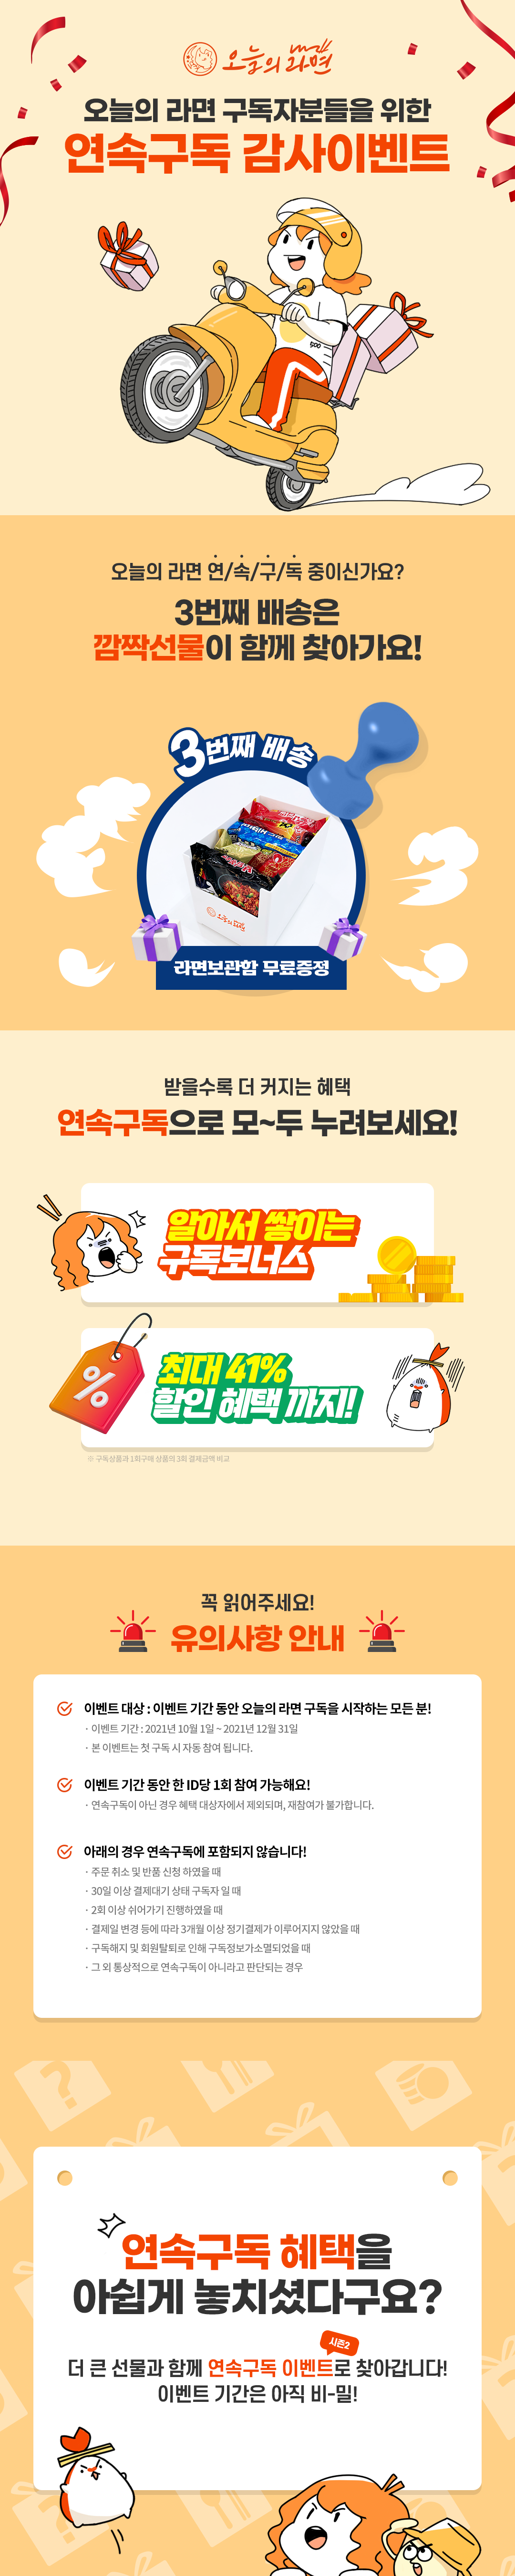 오늘의 라면
오늘의 라면 구독자분들을 위한
연속구독 감사이벤트
500
오늘의 라면 연/속/구/독 중이신가요?
3번째 배송은
깜짝선물이 함께 찾아가요!
3번째 배송
오늘의 라면
라면보관함 무료증정
받을수록 더 커지는 혜택
연속구독으로 모~두 누려보세요!
알아서 쌓이는
구독보너스
%
최대 41%
할인 혜택 까지!
※ 구독상품과 1회구매 상품의 3회 결제금액 비교
꼭 읽어주세요!
유의사항 안내
이벤트 대상 : 이벤트 기간 동안 오늘의 라면 구독을 시작하는 모든 분!
· 이벤트 기간 : 2021년 10월 1일 ~ 2021년 12월 31일
· 본 이벤트는 첫 구독 시 자동 참여 됩니다.
이벤트 기간 동안 한 ID당 1회 참여 가능해요!
· 연속구독이 아닌 경우 혜택 대상자에서 제외되며, 재참여가 불가합니다.
아래의 경우 연속구독에 포함되지 않습니다!
· 주문 취소 및 반품 신청 하였을 때
· 30일 이상 결제대기 상태 구독자 일 때
· 2회 이상 쉬어가기 진행하였을 때
· 결제일 변경 등에 따라 3개월 이상 정기결제가 이루어지지 않았을 때
· 구독해지 및 회원탈퇴로 인해 구독정보가소멸되었을 때
· 그 외 통상적으로 연속구독이 아니라고 판단되는 경우
연속구독 혜택을
아쉽게 놓치셨다구요?
시즌2
더 큰 선물과 함께 연속구독 이벤트로 찾아갑니다!
이벤트 기간은 아직 비-밀!